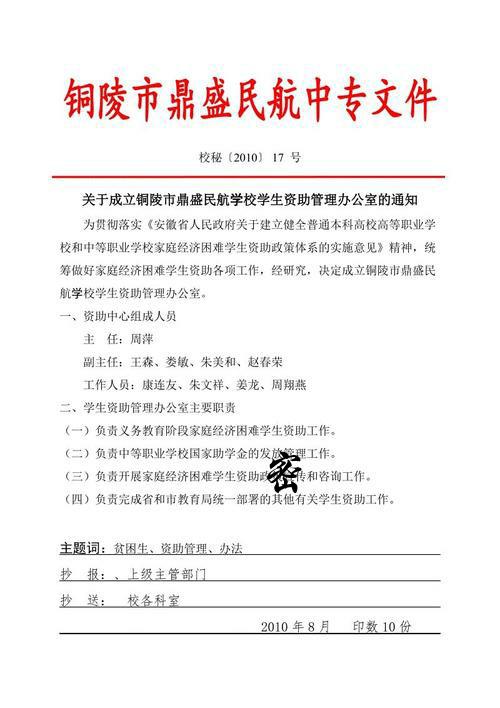 铜陵市鼎盛民航中专文件
校秘〔2010〕 17 号
关于成立铜陵市鼎盛民航学校学生资助管理办公室的通知
为贯彻落实《安徽省人民政府关于建立健全普通本科高校高等职业学
校和中等职业学校家庭经济困难学生资助政策体系的实施意见》精神，统
筹做好家庭经济困难学生资助各项工作，经研究，决定成立铜陵市鼎盛民
航学校学生资助管理办公室。
一、资助中心组成人员
主　任：周萍
副主任：王森、娄敏、朱美和、赵春荣
工作人员：康连友、朱文祥、姜龙、周翔燕
二、学生资助管理办公室主要职责
（一）负责义务教育阶段家庭经济困难学生资助工作。
（二）负责中等职业学校国家助学金的发放管理工作。
（三）负责开展家庭经济困难学生资助政 传和咨询工作。
密
（四）负责完成省和市教育局统一部署的其他有关学生资助工作。
主题词：贫困生、资助管理、办法
抄　报：、上级主管部门
抄　送：　校各科室
2010 年 8 月　印数 10 份